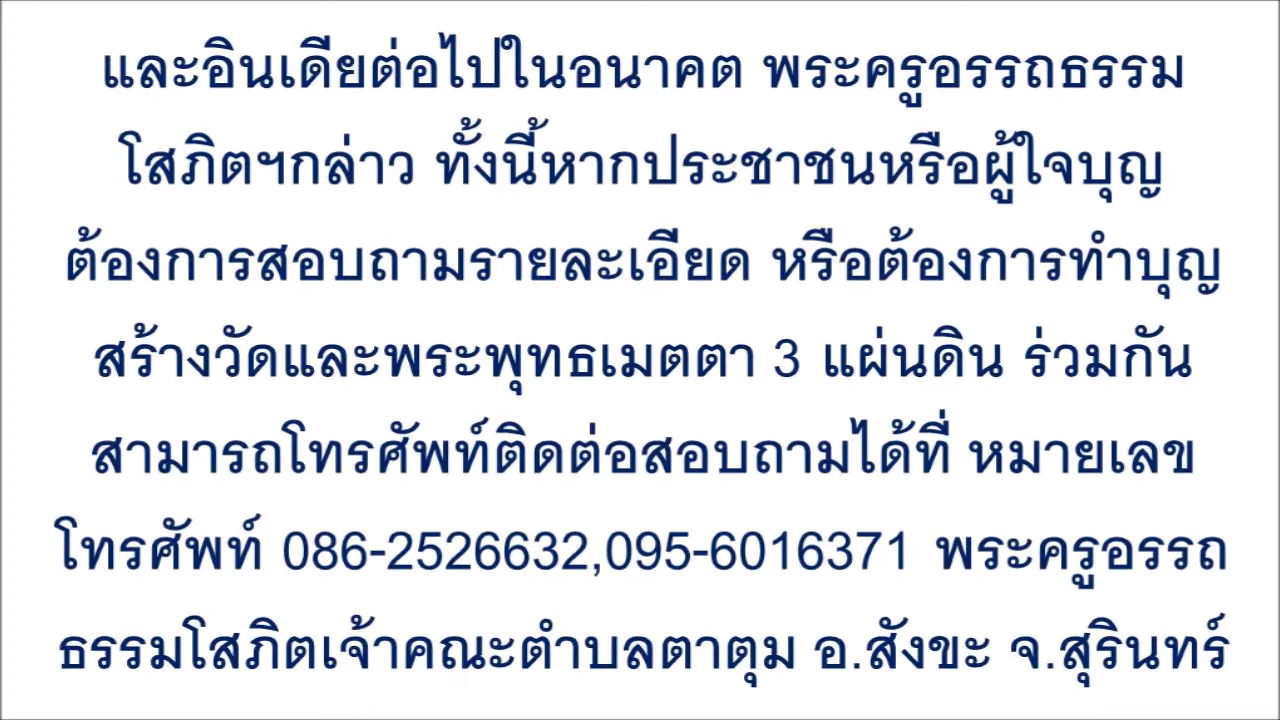 และอินเดียต่อไปในอนาคต พระครูอรรถธรรม
โสภิตฯกล่าว ทั้งนี้หากประชาชนหรือผู้ใจบุญ
ต้องการสอบถามรายละเอียด หรือต้องการทำบุญ
สร้างวัดและพระพุทธเมตตา 3 แผ่นดิน ร่วมกัน
สามารถโทรศัพท์ติดต่อสอบถามได้ที่ หมายเลข
โทรศัพท์ 086-2526632,095-6016371 พระครูอรรถ
ธรรมโสภิตเจ้าคณะตำบลตาตุม อ.สังขะ จ.สุรินทร์